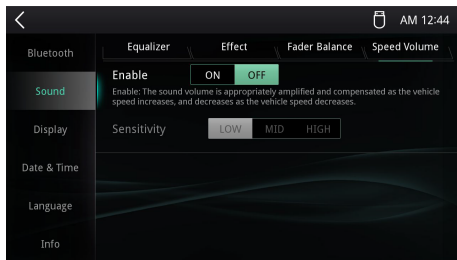 AM 12:44
Bluetooth
Equalizer Effect Fader Balance Speed Volume
Sound
Enable ON OFF
Enable: The sound volume is appropriately amplified and compensated as the vehicle
speed increases, and decreases as the vehicle speed decreases.
Display
Sensitivity LOW MID HIGH
Date & Time
Language
Info